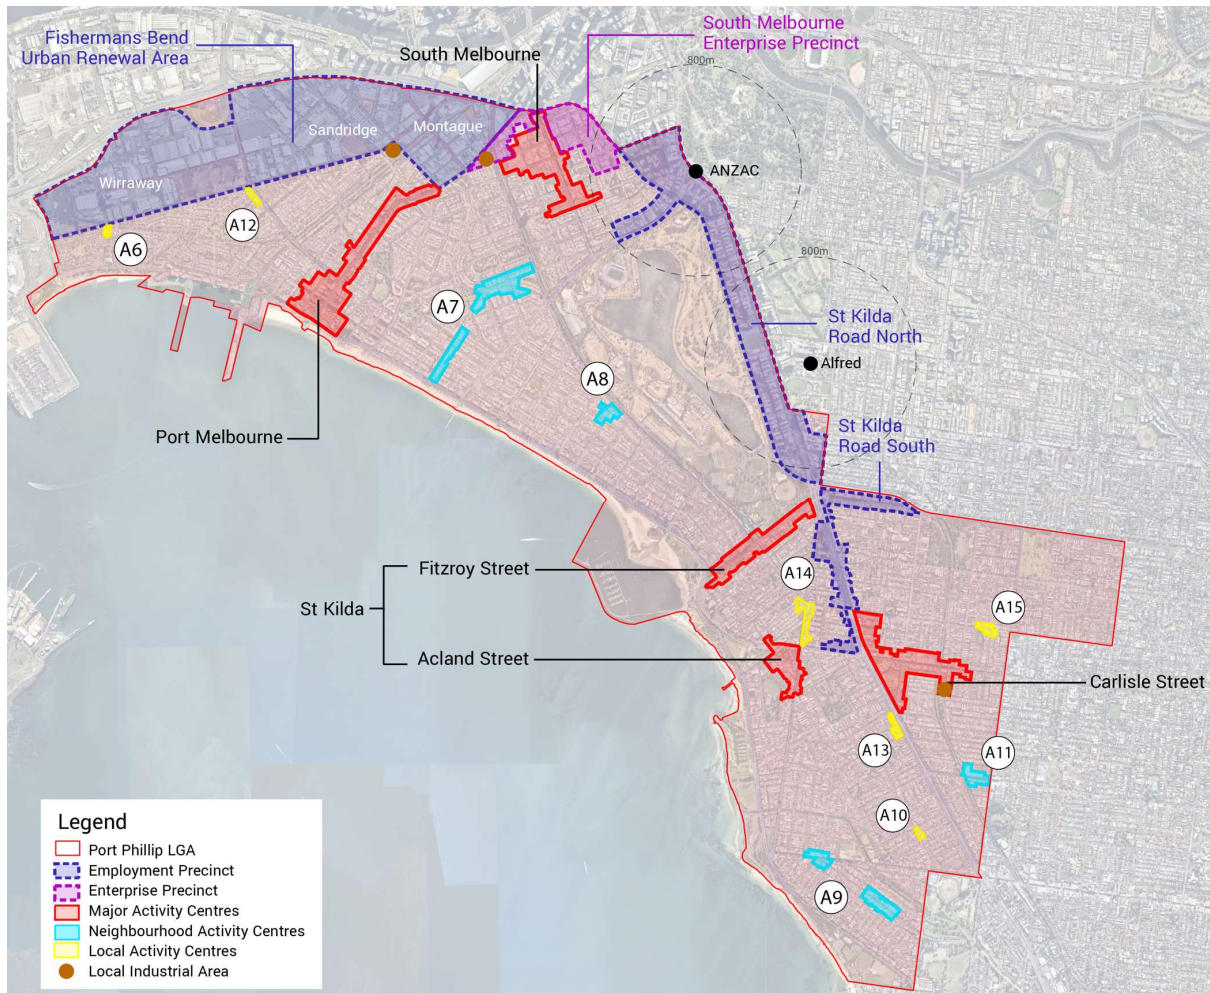 Fishermans Bend
Urban Renewal Area
South Melbourne
South Melbourne
Enterprise Precinct
800m
Sandridge
Montague
Wirraway
ANZAC
A12
A6
800m
A7
St Kilda
Road North
Alfred
A8
Port Melbourne
St Kilda
Road South
Fitzroy Street
A14
St Kilda
A15
Acland Street
Carlisle Street
A13
A11
A10
A9
Legend
Port Phillip LGA
Employment Precinct
Enterprise Precinct
Major Activity Centres
Neighbourhood Activity Centres
Local Activity Centres
Local Industrial Area